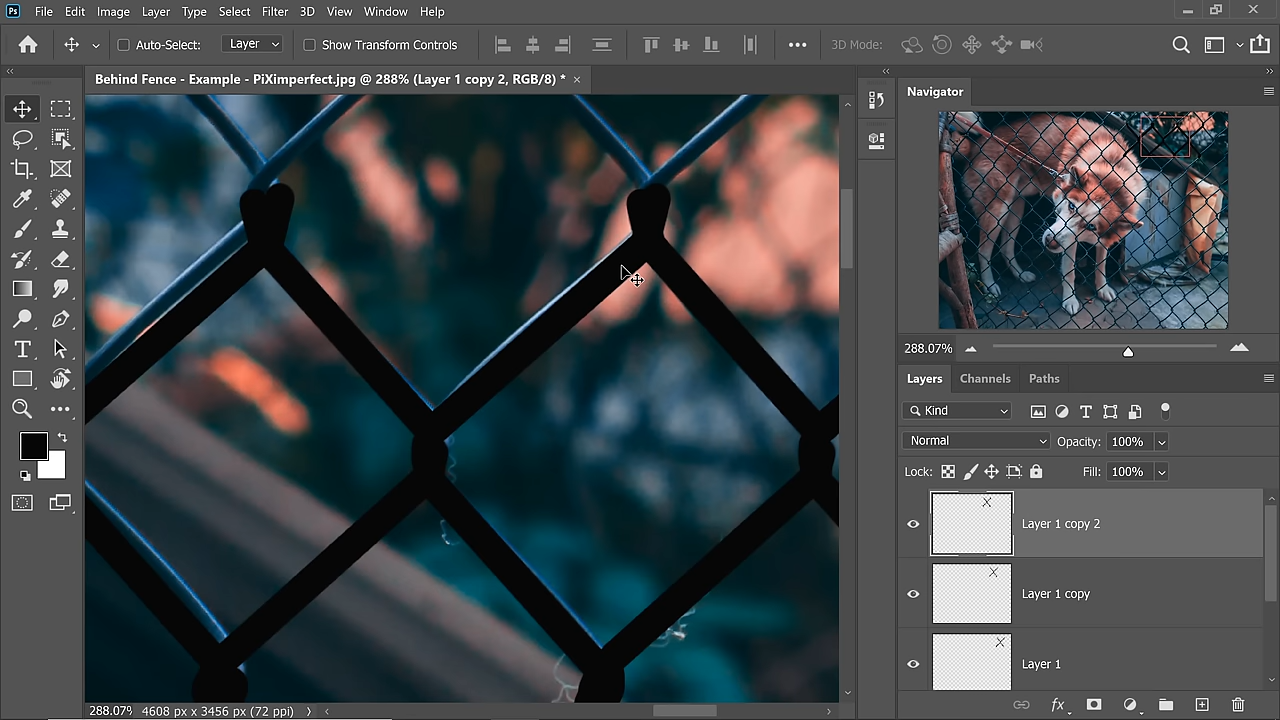 Ps File Edit Image Layer Type Select Filter 3D View Window Help
Auto-Select: Layer Show Transform Controls 3D Mode:
Behind Fence - Example - PiXimperfect.jpg @ 288% (Layer 1 copy 2, RGB/8) *
Navigator
288.07%
Layers Channels Paths
Kind
Normal Opacity: 100%
Lock: Fill: 100%
Layer 1 copy 2
Layer 1 copy
Layer 1
fx
288.07% 4608 px x 3456 px (72 ppi)